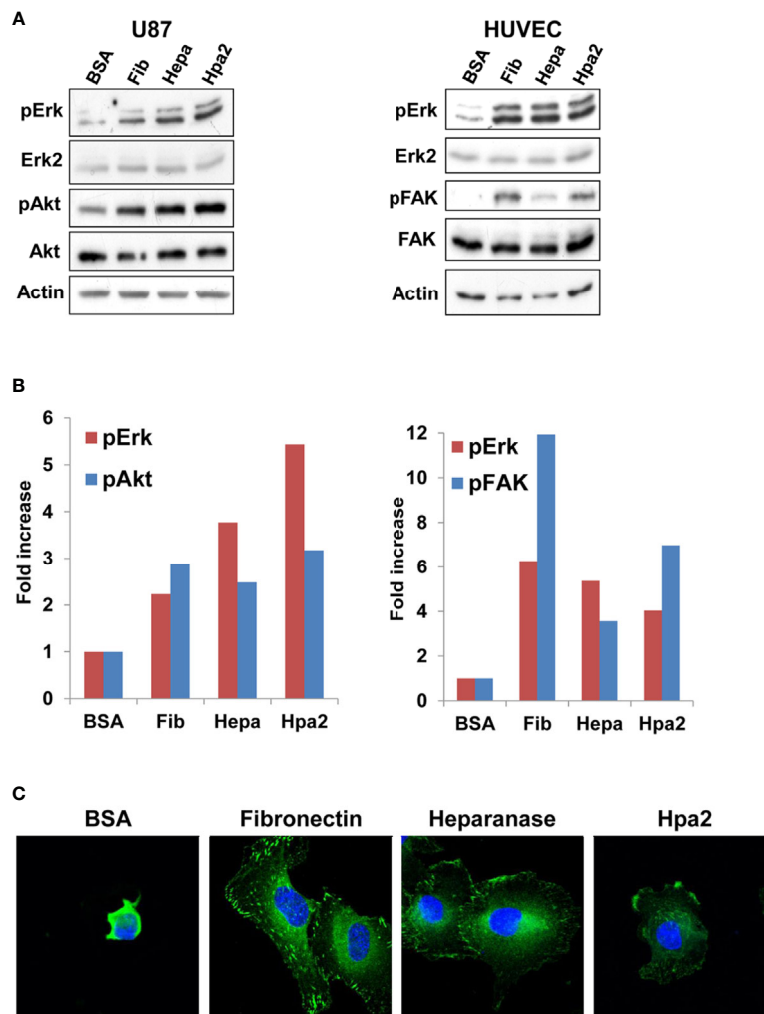 A
U87
BSA Fib Hepa Hpa2
pErk
Erk2
pAkt
Akt
Actin
HUVEC
BSA Fib Hepa Hpa2
pErk
Erk2
pFAK
FAK
Actin
B
Fold increase
6
5
4
3
2
1
0
pErk
pAkt
BSA Fib Hepa Hpa2
Fold increase
12
10
8
6
4
2
0
pErk
pFAK
BSA Fib Hepa Hpa2
C
BSA Fibronectin Heparanase Hpa2